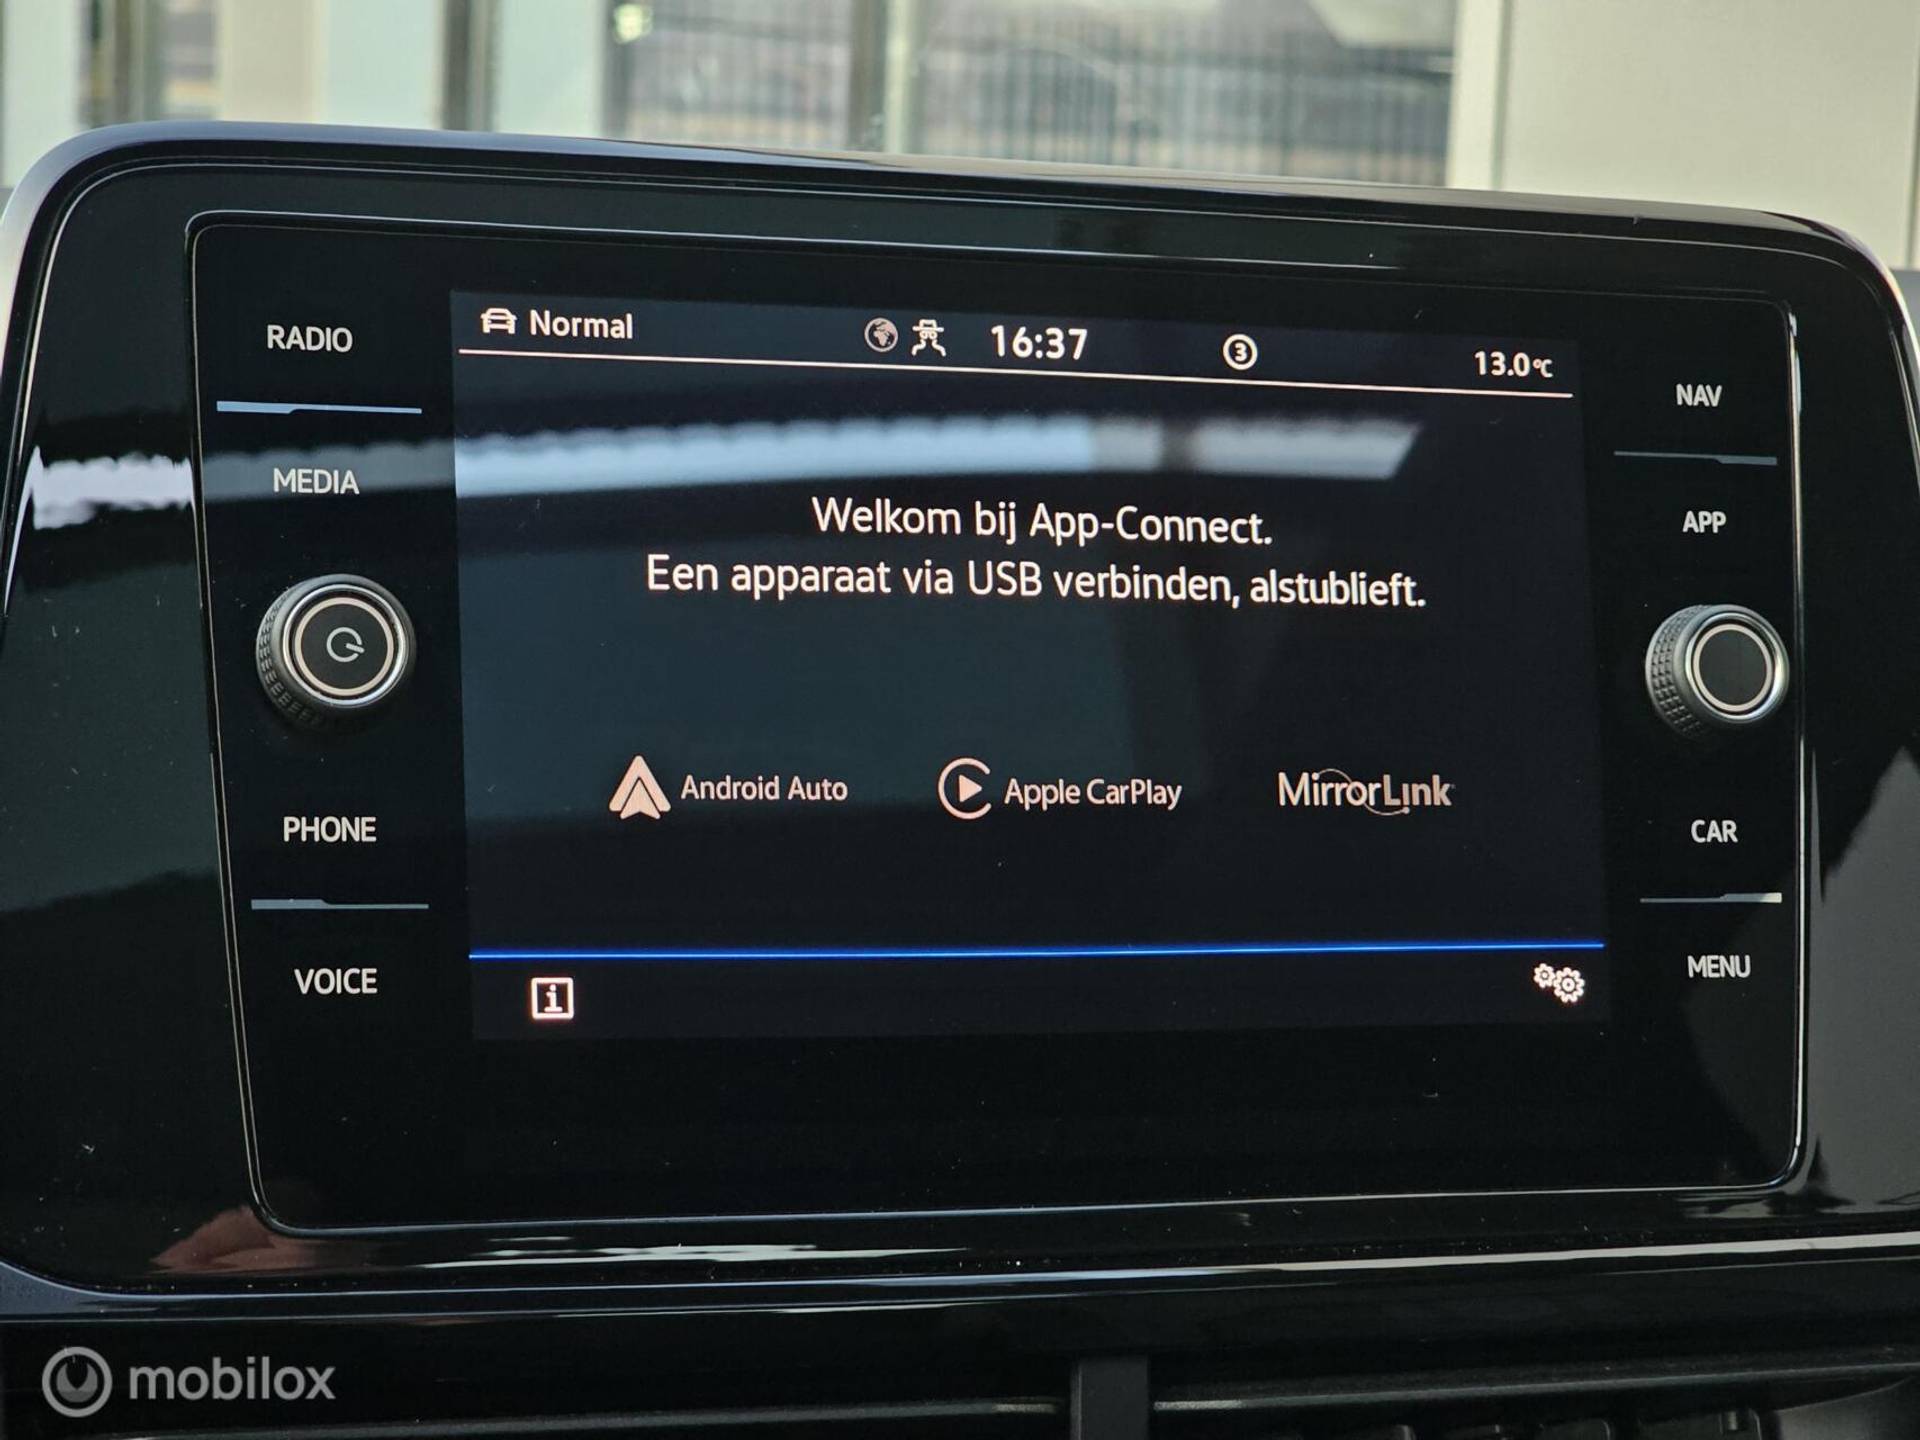 RADIO
MEDIA
PHONE
VOICE
Normal
16:37
3
13.0°C
Welkom bij App-Connect.
Een apparaat via USB verbinden, alstublieft.
Android Auto
Apple CarPlay
MirrorLink
i
NAV
APP
CAR
MENU
mobilox